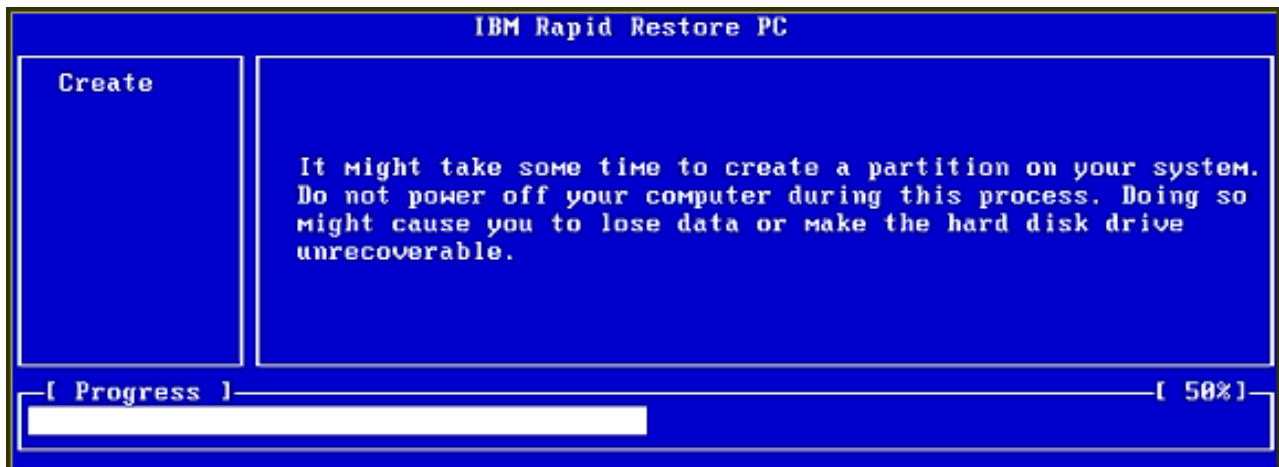 IBM Rapid Restore PC
Create
It might take some time to create a partition on your system.
Do not power off your computer during this process. Doing so
might cause you to lose data or make the hard disk drive
unrecoverable.
[ Progress ]
[ 50%]